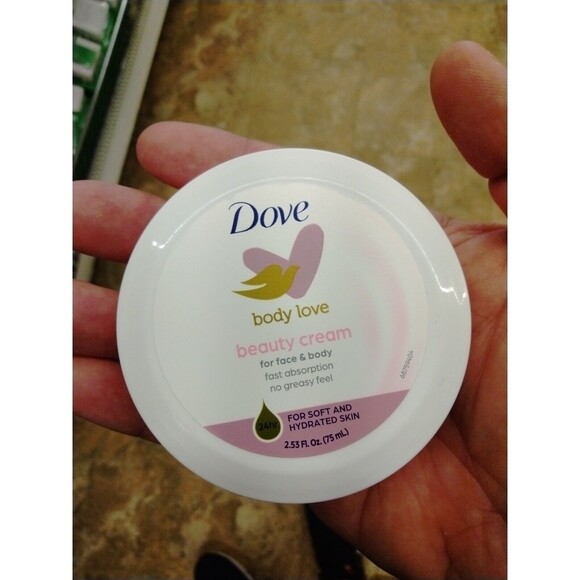 Dove
body love
beauty cream
for face & body
fast absorption
no greasy feel
24hr
FOR SOFT AND
HYDRATED SKIN
2.53 FL. Oz. (75 mL)